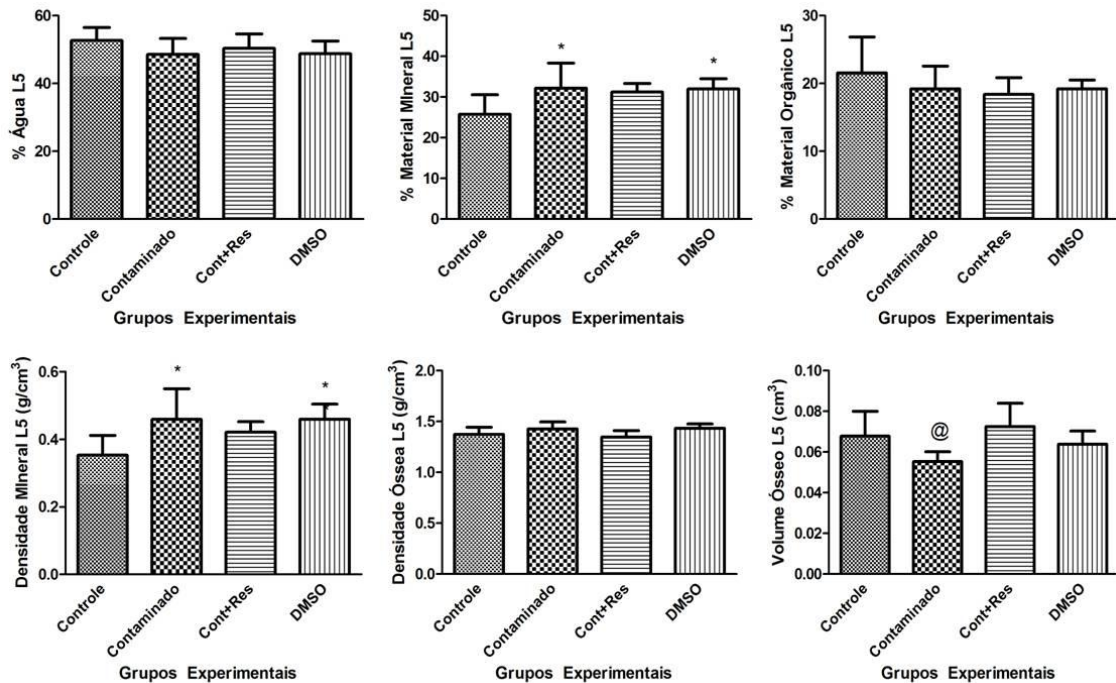 % Água L5
60
40
20
0
Controle
Contaminado
Cont+Res
DMSO
Grupos Experimentais
% Material MIneral L5
50
40
30
20
10
0
*
*
Controle
Contaminado
Cont+Res
DMSO
Grupos Experimentais
% Material Orgânico L5
30
20
10
0
Controle
Contaminado
Cont+Res
DMSO
Grupos Experimentais
Densidade MIneral L5 (g/cm³)
0.6
0.4
0.2
0.0
*
*
Controle
Contaminado
Cont+Res
DMSO
Grupos Experimentais
Densidade Óssea L5 (g/cm³)
2.0
1.5
1.0
0.5
0.0
Controle
Contaminado
Cont+Res
DMSO
Grupos Experimentais
Volume Ósseo L5 (cm³)
0.10
0.08
0.06
0.04
0.02
0.00
@
Controle
Contaminado
Cont+Res
DMSO
Grupos Experimentais